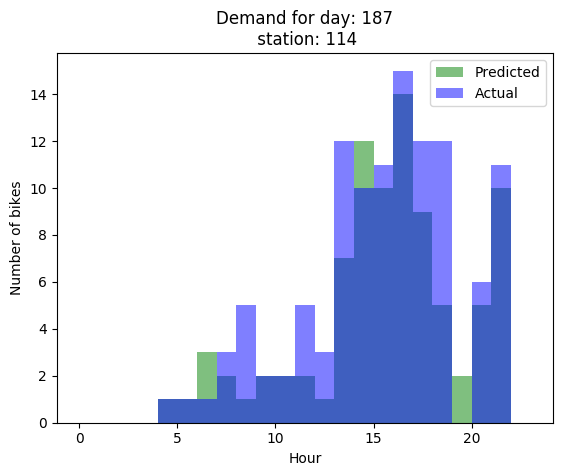 Demand for day: 187
station: 114
Predicted
Actual
14
12
10
8
6
4
2
0
Number of bikes
0 5 10 15 20
Hour